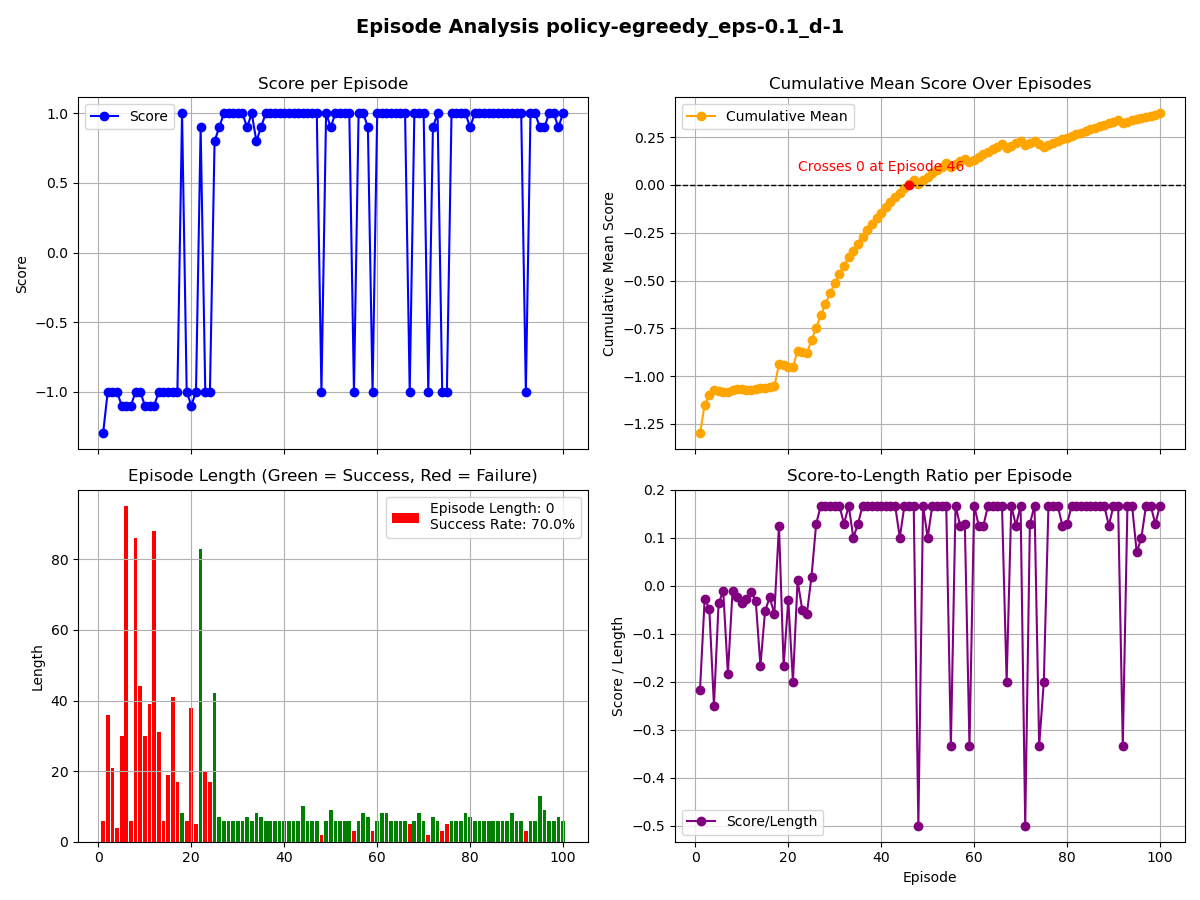 Episode Analysis policy-egreedy_eps-0.1_d-1
Score per Episode
Score
1.0
0.5
0.0
−0.5
−1.0
Score
Cumulative Mean Score Over Episodes
Cumulative Mean
Crosses 0 at Episode 46
0.25
0.00
−0.25
−0.50
−0.75
−1.00
−1.25
Cumulative Mean Score
Episode Length (Green = Success, Red = Failure)
Episode Length: 0
Success Rate: 70.0%
80
60
40
20
0
Length
0 20 40 60 80 100
Score-to-Length Ratio per Episode
0.2
0.1
0.0
−0.1
−0.2
−0.3
−0.4
−0.5
Score / Length
Score/Length
0 20 40 60 80 100
Episode